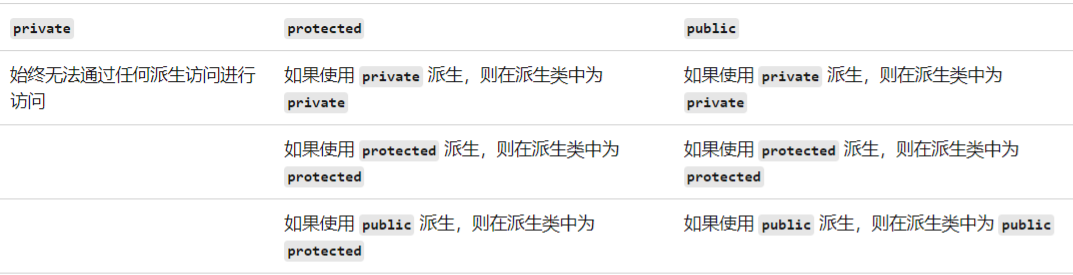 private protected public
始终无法通过任何派生访问进行 如果使用 private 派生，则在派生类中为 如果使用 private 派生，则在派生类中为
访问 private private
如果使用 protected 派生，则在派生类中为 如果使用 protected 派生，则在派生类中为
protected protected
如果使用 public 派生，则在派生类中为 如果使用 public 派生，则在派生类中为 public
protected